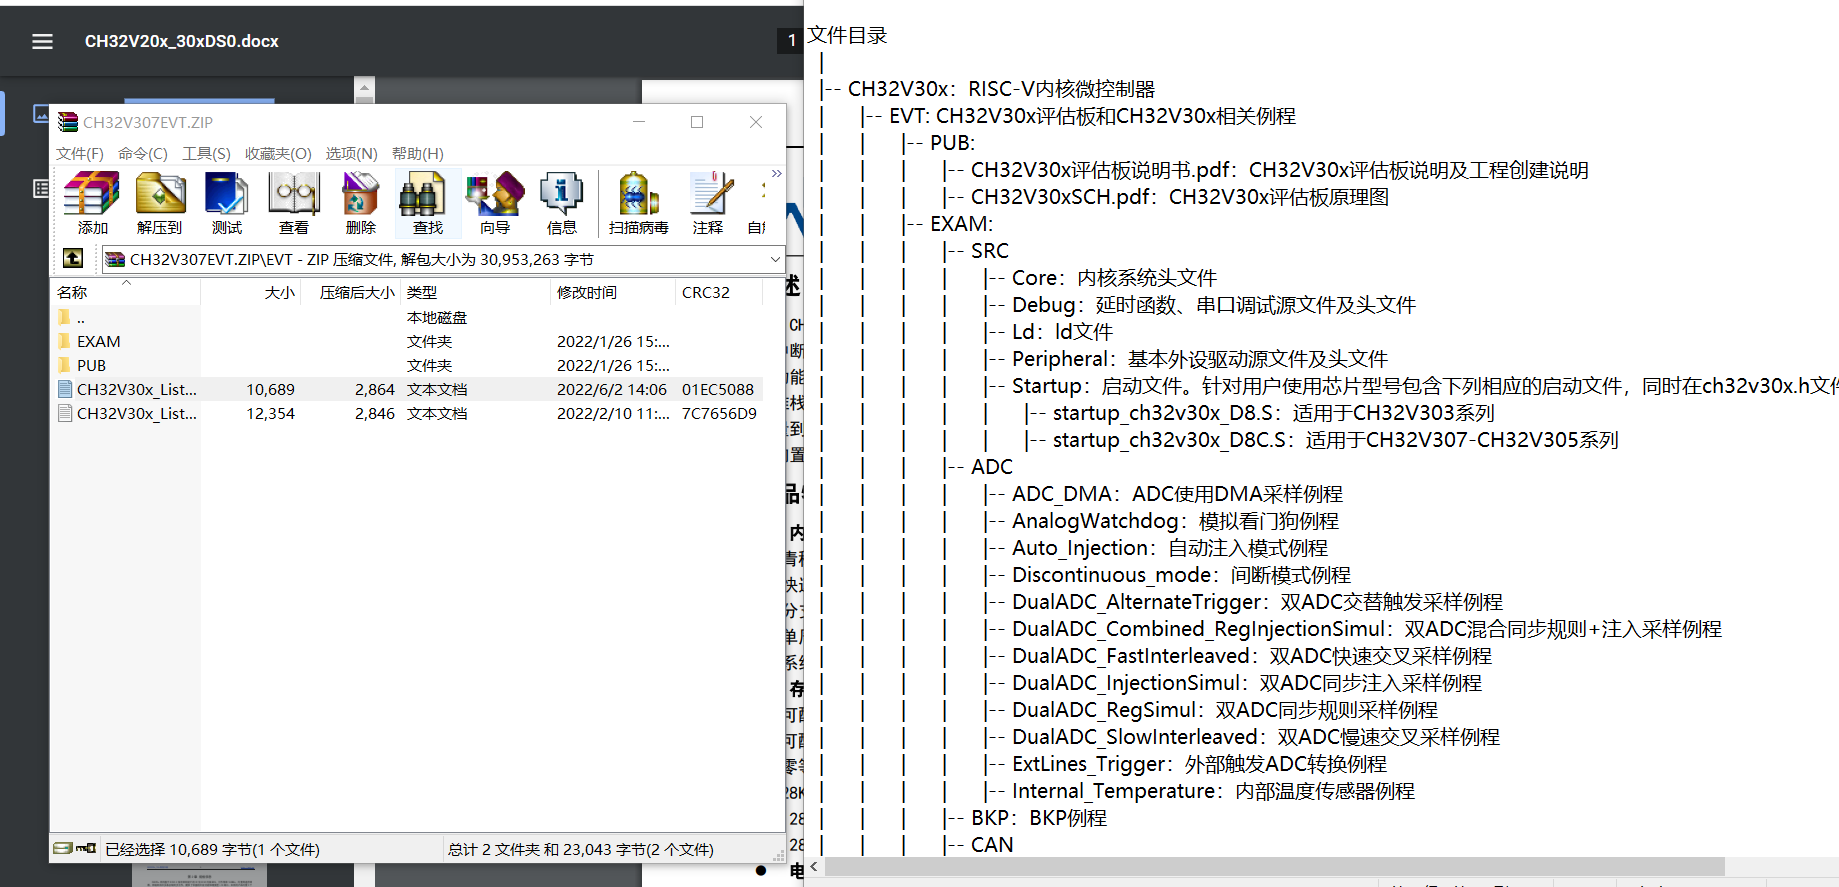 CH32V20x_30xDS0.docx
1
CH32V307EVT.ZIP
文件(F) 命令(C) 工具(S) 收藏夹(O) 选项(N) 帮助(H)
添加 解压到 测试 查看 删除 查找 向导 信息 扫描病毒 注释
CH32V307EVT.ZIP\EVT - ZIP 压缩文件, 解包大小为 30,953,263 字节
名称 大小 压缩后大小 类型 修改时间 CRC32
.. 本地磁盘
EXAM 文件夹 2022/1/26 15:...
PUB 文件夹 2022/1/26 15:...
CH32V30x_List... 10,689 2,864 文本文档 2022/6/2 14:06 01EC5088
CH32V30x_List... 12,354 2,846 文本文档 2022/2/10 11:... 7C7656D9
已经选择 10,689 字节(1 个文件) 总计 2 文件夹 和 23,043 字节(2 个文件)
文件目录
|
|-- CH32V30x：RISC-V内核微控制器
| |-- EVT: CH32V30x评估板和CH32V30x相关例程
| | |-- PUB:
| | | |-- CH32V30x评估板说明书.pdf：CH32V30x评估板说明及工程创建说明
| | | |-- CH32V30xSCH.pdf：CH32V30x评估板原理图
| | |-- EXAM:
| | | |-- SRC
| | | | |-- Core：内核系统头文件
| | | | |-- Debug：延时函数、串口调试源文件及头文件
| | | | |-- Ld：ld文件
| | | | |-- Peripheral：基本外设驱动源文件及头文件
| | | | |-- Startup：启动文件。针对用户使用芯片型号包含下列相应的启动文件，同时在ch32v30x.h文件
| | | | | |-- startup_ch32v30x_D8.S：适用于CH32V303系列
| | | | | |-- startup_ch32v30x_D8C.S：适用于CH32V307-CH32V305系列
| | | |-- ADC
| | | | |-- ADC_DMA：ADC使用DMA采样例程
| | | | |-- AnalogWatchdog：模拟看门狗例程
| | | | |-- Auto_Injection：自动注入模式例程
| | | | |-- Discontinuous_mode：间断模式例程
| | | | |-- DualADC_AlternateTrigger：双ADC交替触发采样例程
| | | | |-- DualADC_Combined_RegInjectionSimul：双ADC混合同步规则+注入采样例程
| | | | |-- DualADC_FastInterleaved：双ADC快速交叉采样例程
| | | | |-- DualADC_InjectionSimul：双ADC同步注入采样例程
| | | | |-- DualADC_RegSimul：双ADC同步规则采样例程
| | | | |-- DualADC_SlowInterleaved：双ADC慢速交叉采样例程
| | | | |-- ExtLines_Trigger：外部触发ADC转换例程
| | | | |-- Internal_Temperature：内部温度传感器例程
| | | |-- BKP：BKP例程
| | | |-- CAN